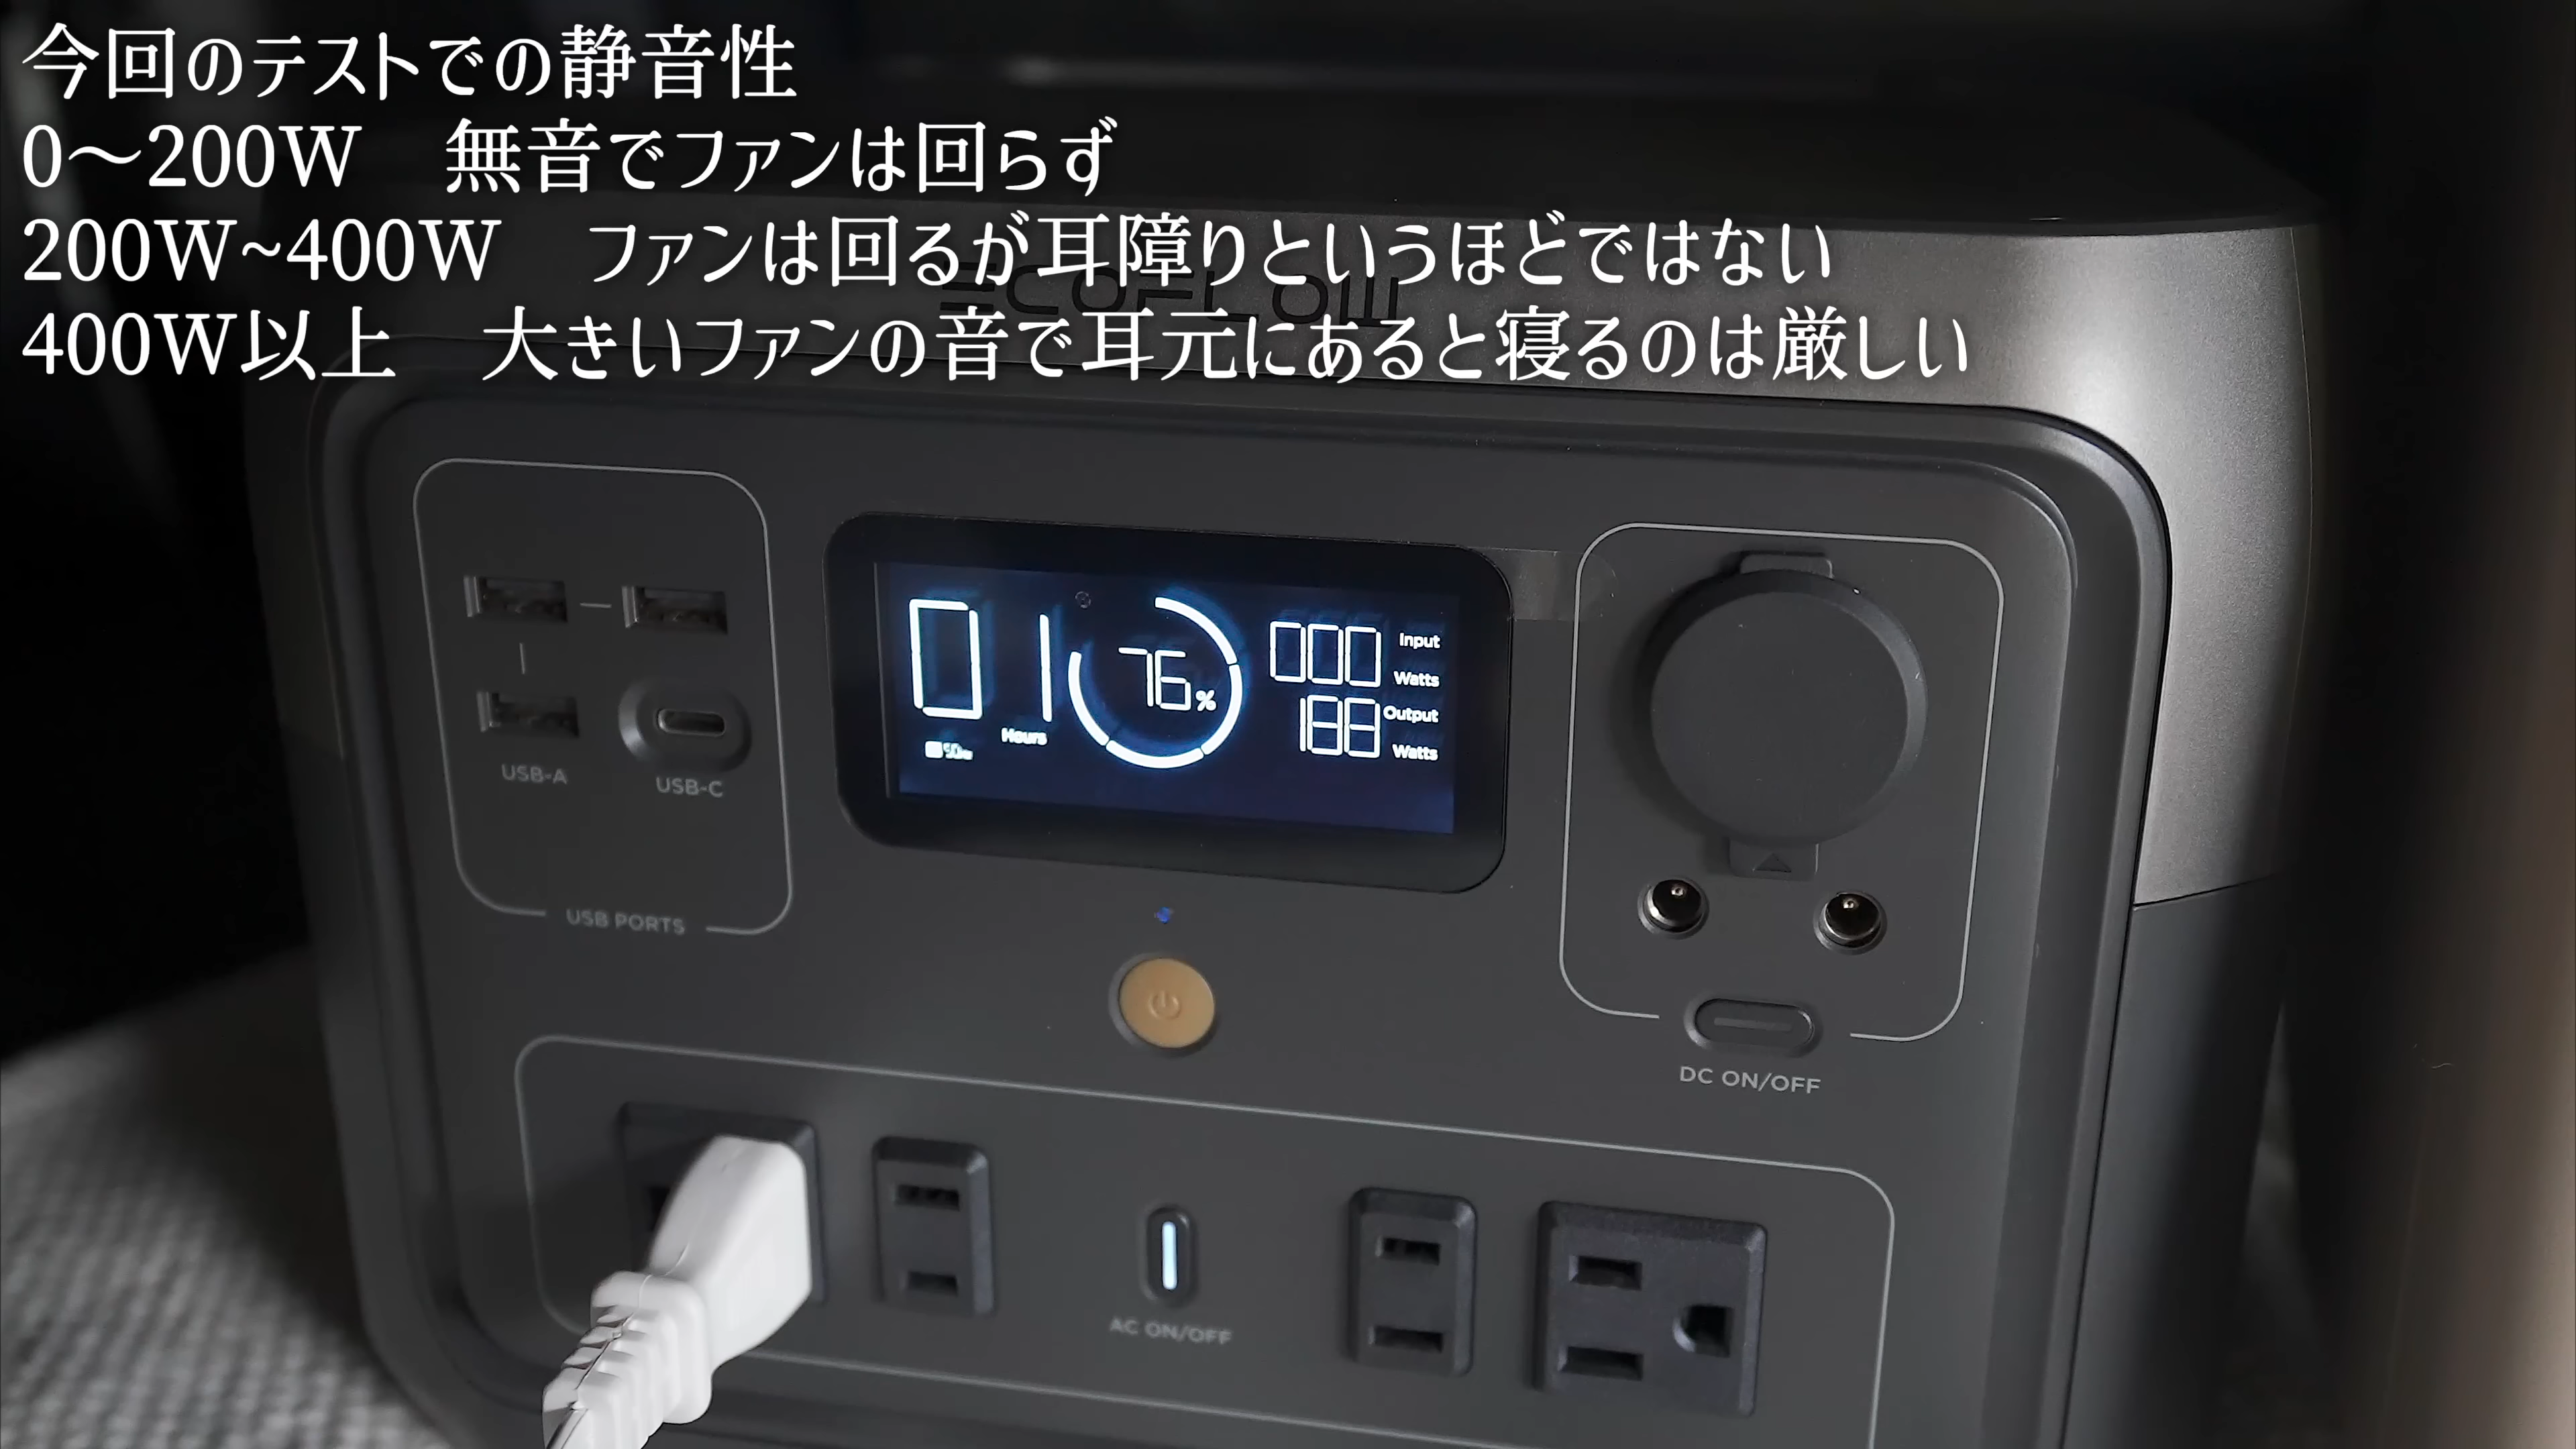 今回のテストでの静音性
0～200W　無音でファンは回らず
200W~400W　ファンは回るが耳障りというほどではない
400W以上　大きいファンの音で耳元にあると寝るのは厳しい
ECOFLOW
01
Hours
76%
000
Input
Watts
188
Output
Watts
USB-A
USB-C
USB PORTS
DC ON/OFF
AC ON/OFF